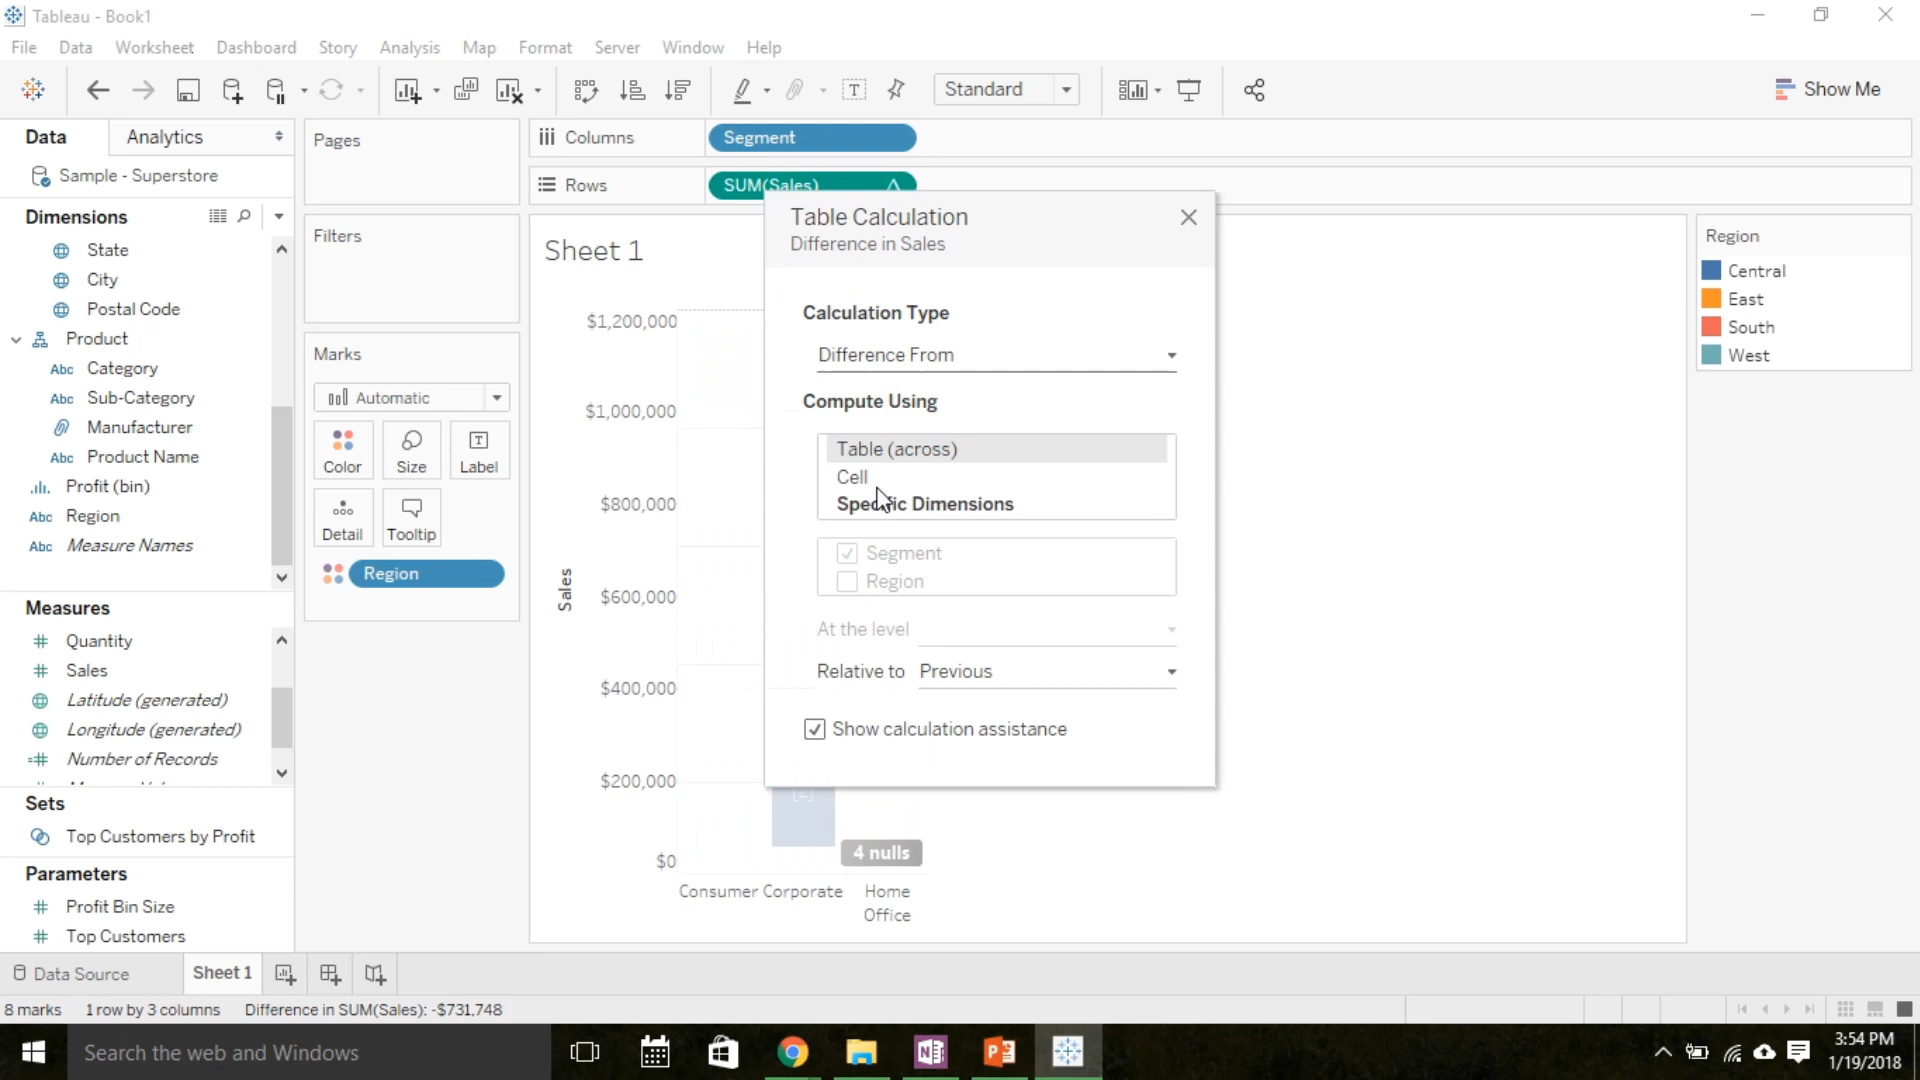 Tableau - Book1
File Data Worksheet Dashboard Story Analysis Map Format Server Window Help
Standard
Show Me
Data
Analytics
Sample - Superstore
Dimensions
State
City
Postal Code
Product
Abc Category
Abc Sub-Category
Manufacturer
Abc Product Name
Profit (bin)
Abc Region
Abc Measure Names
Measures
Quantity
Sales
Latitude (generated)
Longitude (generated)
Number of Records
Sets
Top Customers by Profit
Parameters
Profit Bin Size
Top Customers
Pages
Filters
Marks
Automatic
Color Size Label
Detail Tooltip
Region
Columns Segment
Rows SUM(Sales)
Sheet 1
Sales
$1,200,000
$1,000,000
$800,000
$600,000
$400,000
$200,000
$0
4 nulls
Consumer Corporate Home Office
Table Calculation
Difference in Sales
Calculation Type
Difference From
Compute Using
Table (across)
Cell
Specific Dimensions
Segment
Region
At the level
Relative to Previous
Show calculation assistance
Region
Central
East
South
West
Data Source Sheet 1
8 marks 1 row by 3 columns Difference in SUM(Sales): -$731,748
Search the web and Windows
3:54 PM
1/19/2018